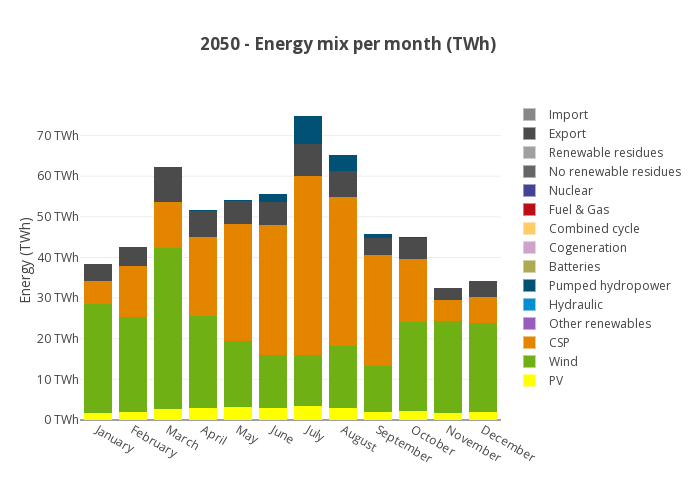 2050 - Energy mix per month (TWh)
Energy (TWh)
70 TWh
60 TWh
50 TWh
40 TWh
30 TWh
20 TWh
10 TWh
0 TWh
January
February
March
April
May
June
July
August
September
October
November
December
Import
Export
Renewable residues
No renewable residues
Nuclear
Fuel & Gas
Combined cycle
Cogeneration
Batteries
Pumped hydropower
Hydraulic
Other renewables
CSP
Wind
PV